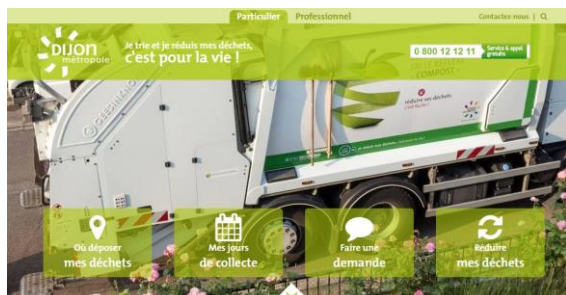 Particulier Professionnel Contactez-nous |
DIJON
métropole
Je trie et je réduis mes déchets,
c'est pour la vie !
0 800 12 12 11 Service & appel
gratuits
COMPOST
réduire ses déchets
Où déposer
mes déchets
Mes jours
de collecte
Faire une
demande
Réduire
mes déchets